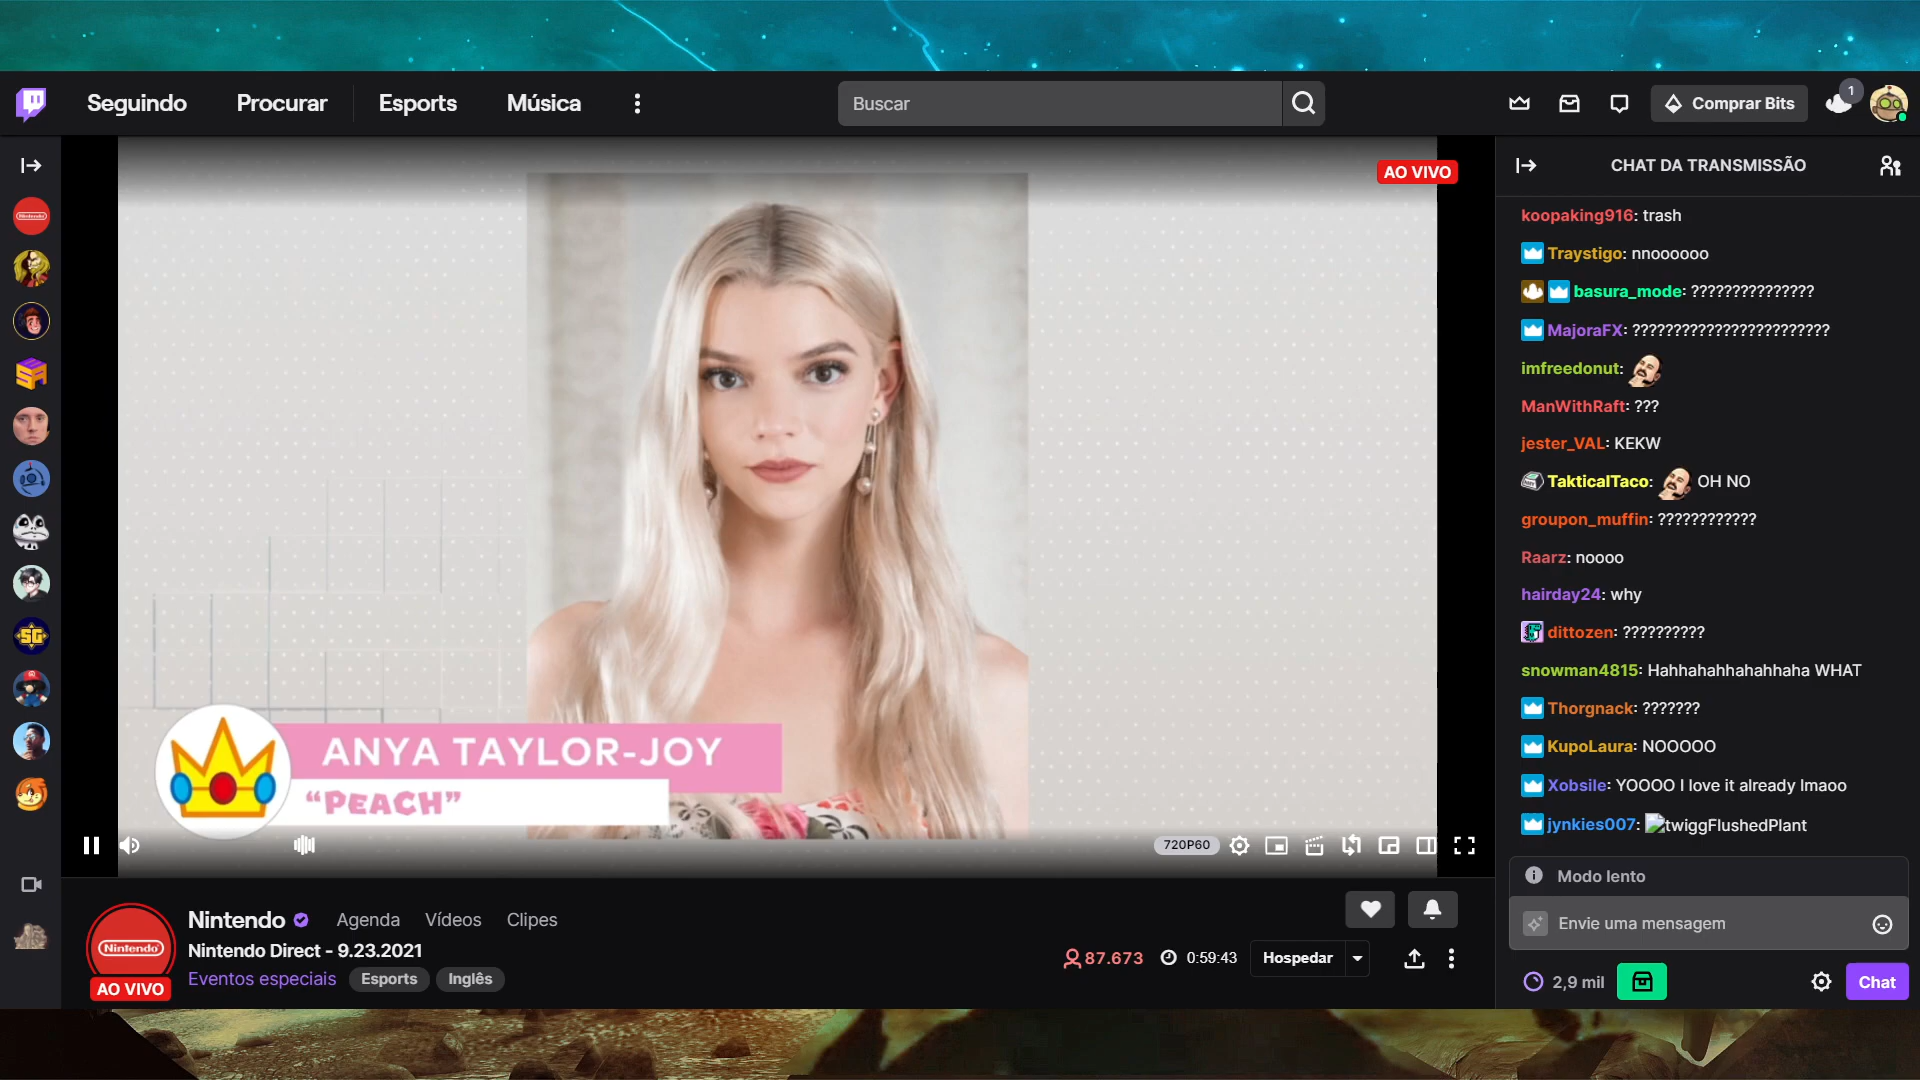 Seguindo
Procurar
Esports
Música
Buscar
Comprar Bits
1
AO VIVO
ANYA TAYLOR-JOY
“PEACH”
720P60
Nintendo
AO VIVO
Nintendo
Agenda
Vídeos
Clipes
Nintendo Direct - 9.23.2021
Eventos especiais
Esports
Inglês
87.673
0:59:43
Hospedar
CHAT DA TRANSMISSÃO
koopaking916: trash
Traystigo: nnoooooo
basura_mode: ???????????????
MajoraFX: ????????????????????????
imfreedonut:
ManWithRaft: ???
jester_VAL: KEKW
TakticalTaco: OH NO
groupon_muffin: ????????????
Raarz: noooo
hairday24: why
dittozen: ??????????
snowman4815: Hahhahahhahahhaha WHAT
Thorgnack: ???????
KupoLaura: NOOOOO
Xobsile: YOOOO I love it already lmaoo
jynkies007: twiggFlushedPlant
Modo lento
Envie uma mensagem
2,9 mil
Chat